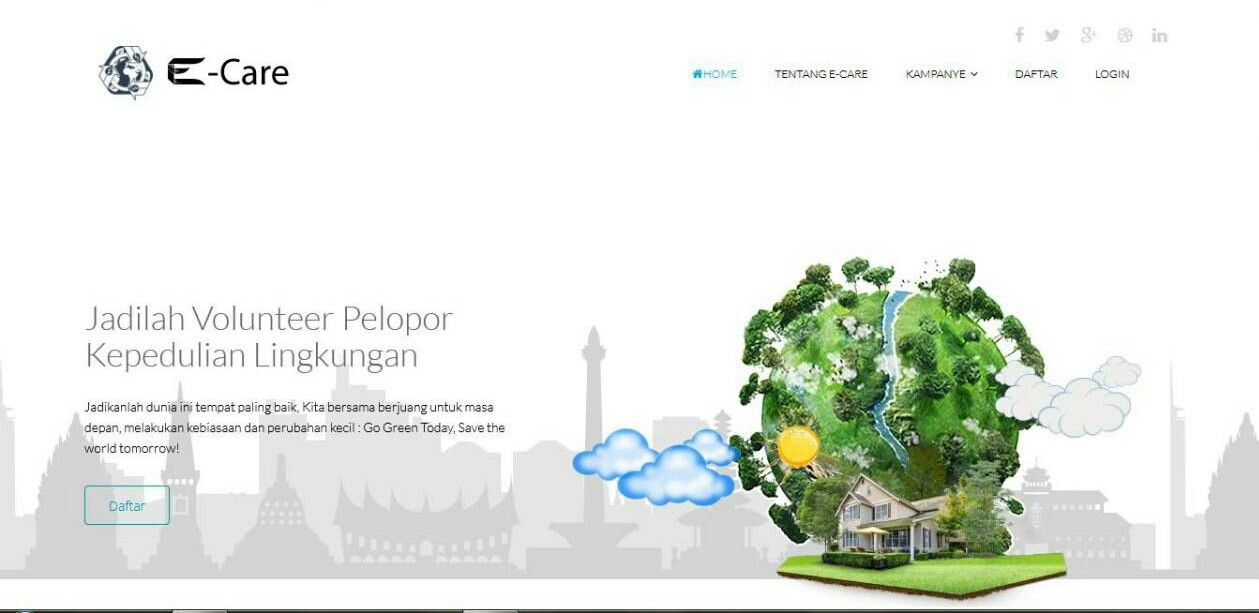 E-Care
HOME
TENTANG E-CARE
KAMPANYE
DAFTAR
LOGIN
Jadilah Volunteer Pelopor
Kepedulian Lingkungan
Jadikanlah dunia ini tempat paling baik, Kita bersama berjuang untuk masa
depan, melakukan kebiasaan dan perubahan kecil : Go Green Today, Save the
world tomorrow!
Daftar